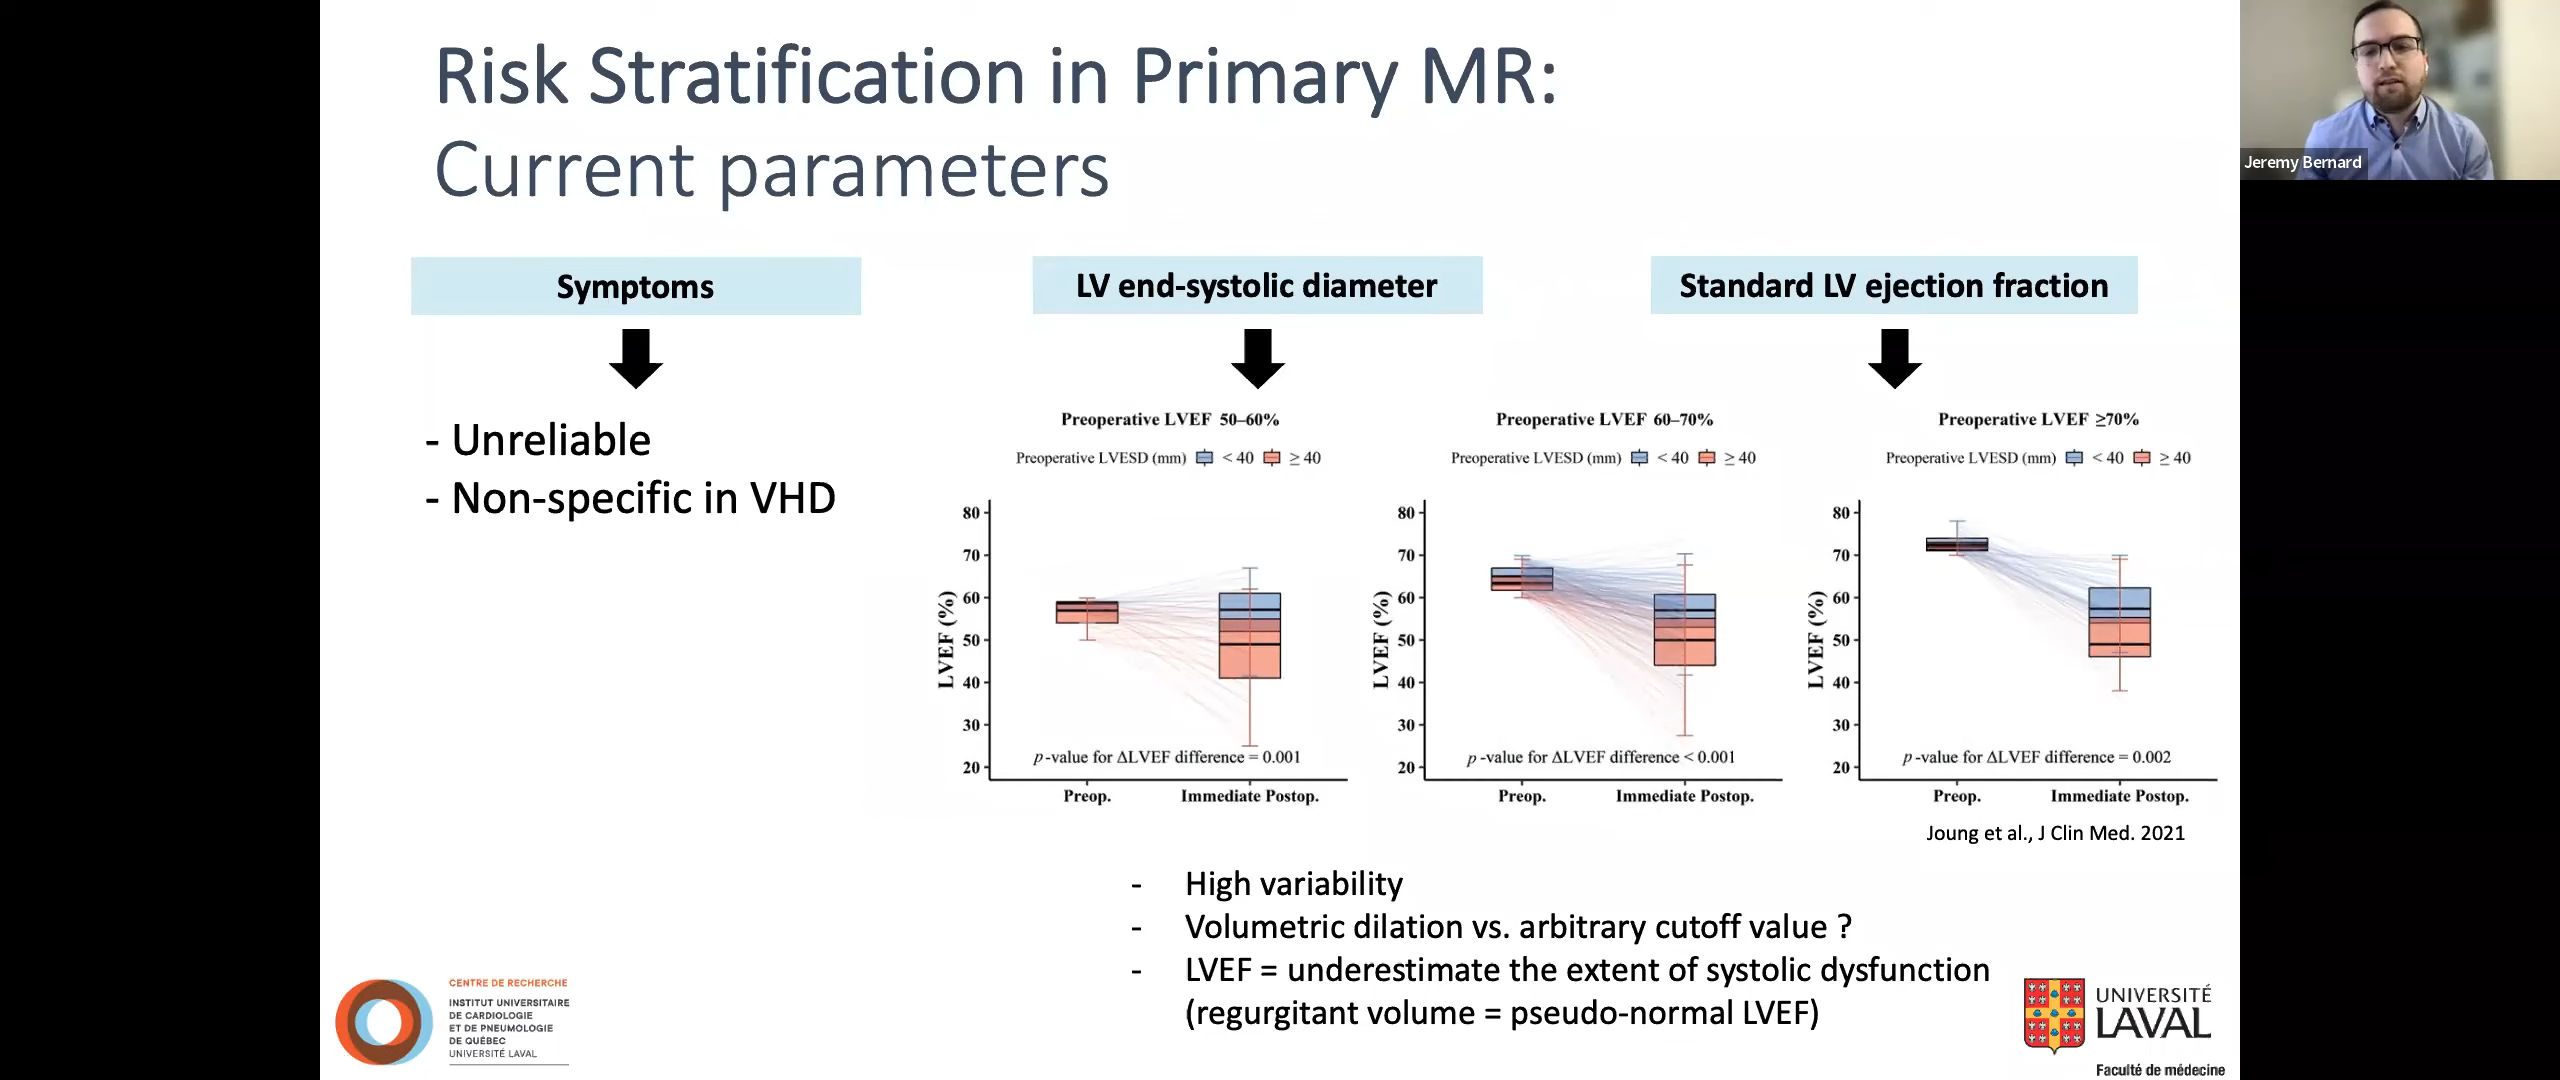 Risk Stratification in Primary MR:
Current parameters
Jeremy Bernard
Symptoms
- Unreliable
- Non-specific in VHD
LV end-systolic diameter
Standard LV ejection fraction
Preoperative LVEF 50–60%
Preoperative LVESD (mm) < 40 ≥ 40
LVEF (%)
80
70
60
50
40
30
20
p-value for ΔLVEF difference = 0.001
Preop. Immediate Postop.
Preoperative LVEF 60–70%
Preoperative LVESD (mm) < 40 ≥ 40
LVEF (%)
80
70
60
50
40
30
20
p-value for ΔLVEF difference < 0.001
Preop. Immediate Postop.
Preoperative LVEF ≥70%
Preoperative LVESD (mm) < 40 ≥ 40
LVEF (%)
80
70
60
50
40
30
20
p-value for ΔLVEF difference = 0.002
Preop. Immediate Postop.
Joung et al., J Clin Med. 2021
- High variability
- Volumetric dilation vs. arbitrary cutoff value ?
- LVEF = underestimate the extent of systolic dysfunction
(regurgitant volume = pseudo-normal LVEF)
CENTRE DE RECHERCHE
INSTITUT UNIVERSITAIRE
DE CARDIOLOGIE
ET DE PNEUMOLOGIE
DE QUÉBEC
UNIVERSITÉ LAVAL
UNIVERSITÉ
LAVAL
Faculté de médecine